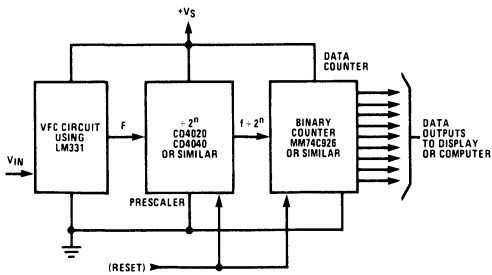 +VS
DATA
COUNTER
VFC CIRCUIT
USING
LM331
F
÷ 2ⁿ
CD4020
CD4040
OR SIMILAR
f ÷ 2ⁿ
BINARY
COUNTER
MM74C926
OR SIMILAR
DATA
OUTPUTS
TO DISPLAY
OR COMPUTER
VIN
PRESCALER
(RESET)